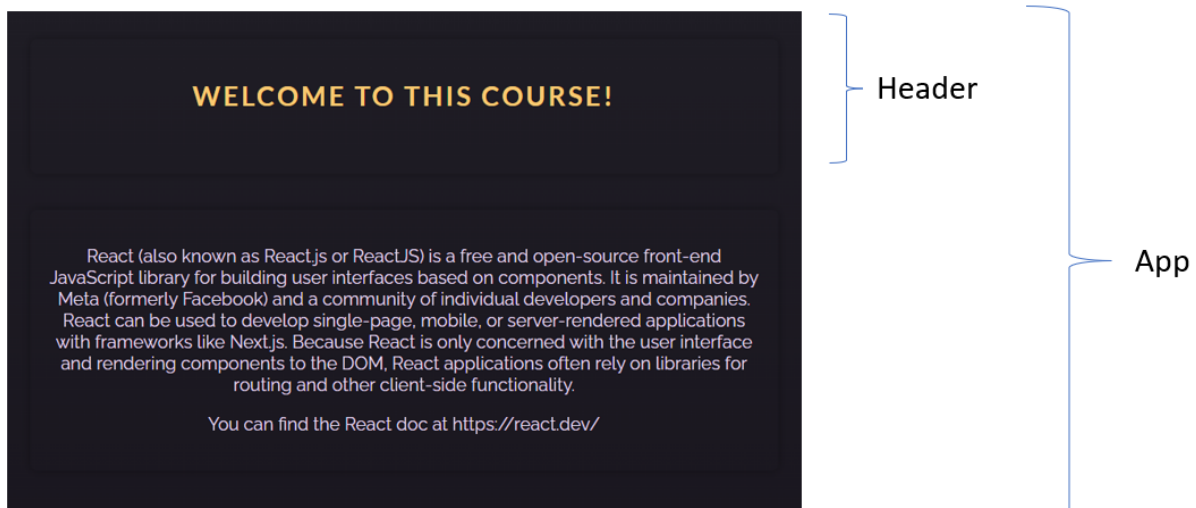 WELCOME TO THIS COURSE!
Header
React (also known as React.js or ReactJS) is a free and open-source front-end
JavaScript library for building user interfaces based on components. It is maintained by
Meta (formerly Facebook) and a community of individual developers and companies.
React can be used to develop single-page, mobile, or server-rendered applications
with frameworks like Next.js. Because React is only concerned with the user interface
and rendering components to the DOM, React applications often rely on libraries for
routing and other client-side functionality.
You can find the React doc at https://react.dev/
App